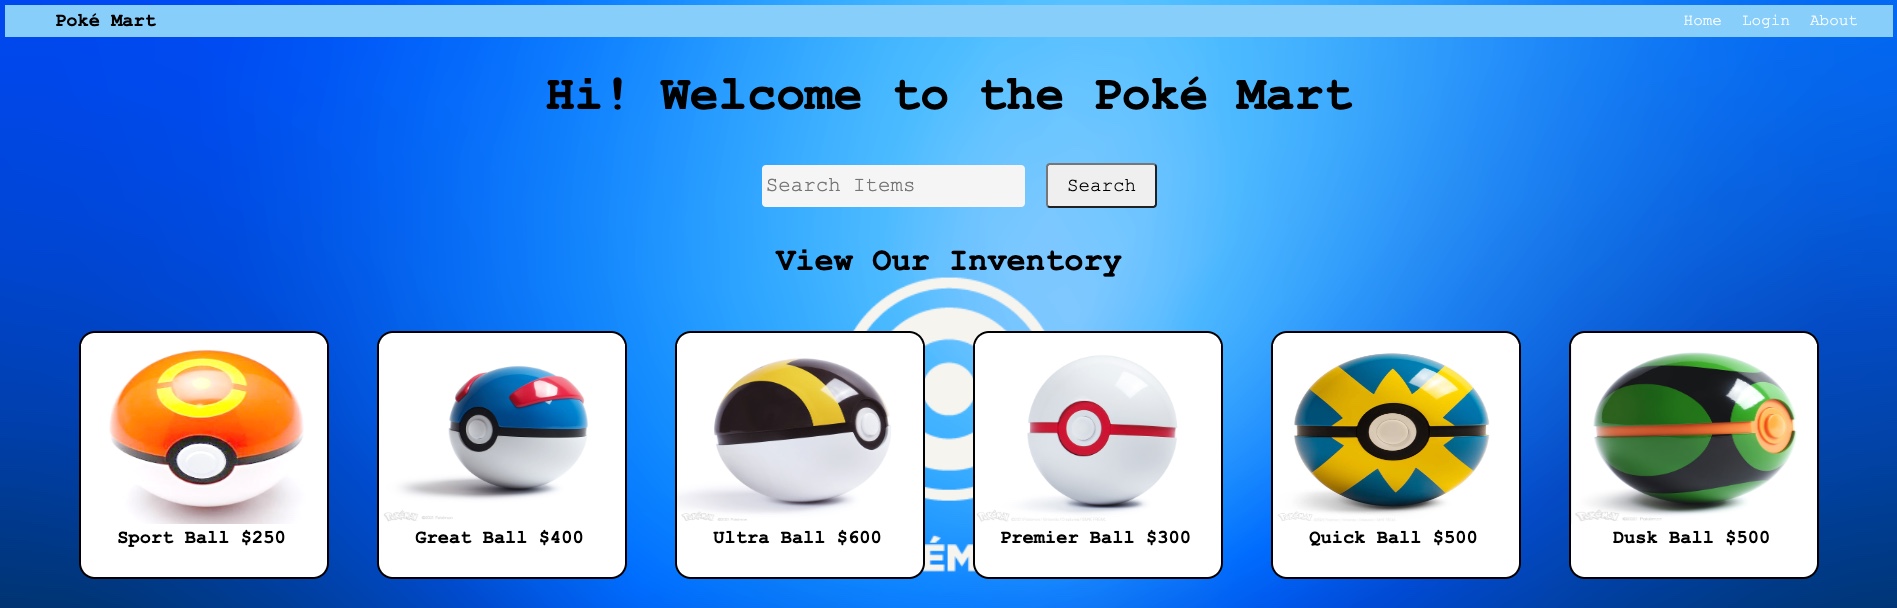 Poké Mart
Home Login About
Hi! Welcome to the Poké Mart
Search Items
Search
View Our Inventory
Sport Ball $250
Great Ball $400
Ultra Ball $600
Premier Ball $300
Quick Ball $500
Dusk Ball $500
ÉM